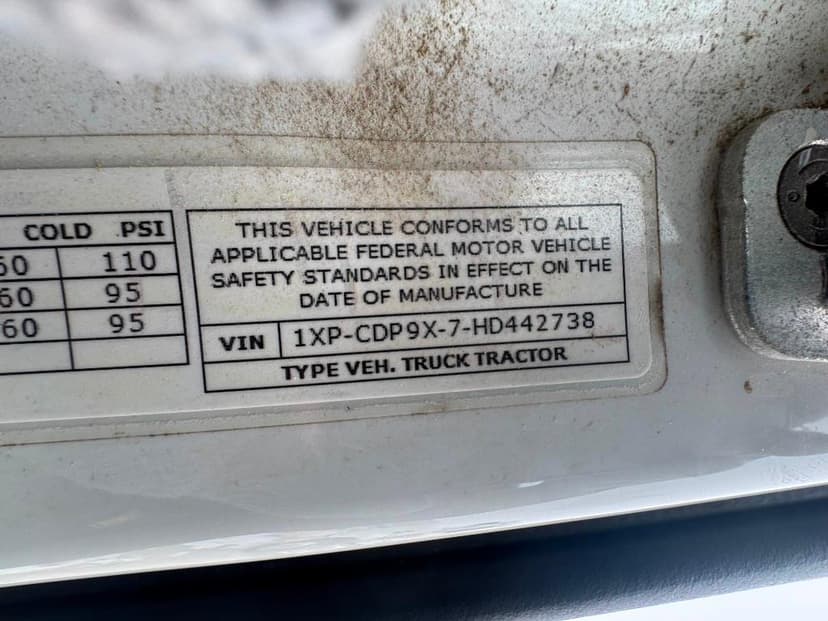 COLD PSI
60 110
60 95
60 95
THIS VEHICLE CONFORMS TO ALL
APPLICABLE FEDERAL MOTOR VEHICLE
SAFETY STANDARDS IN EFFECT ON THE
DATE OF MANUFACTURE
VIN 1XP-CDP9X-7-HD442738
TYPE VEH. TRUCK TRACTOR